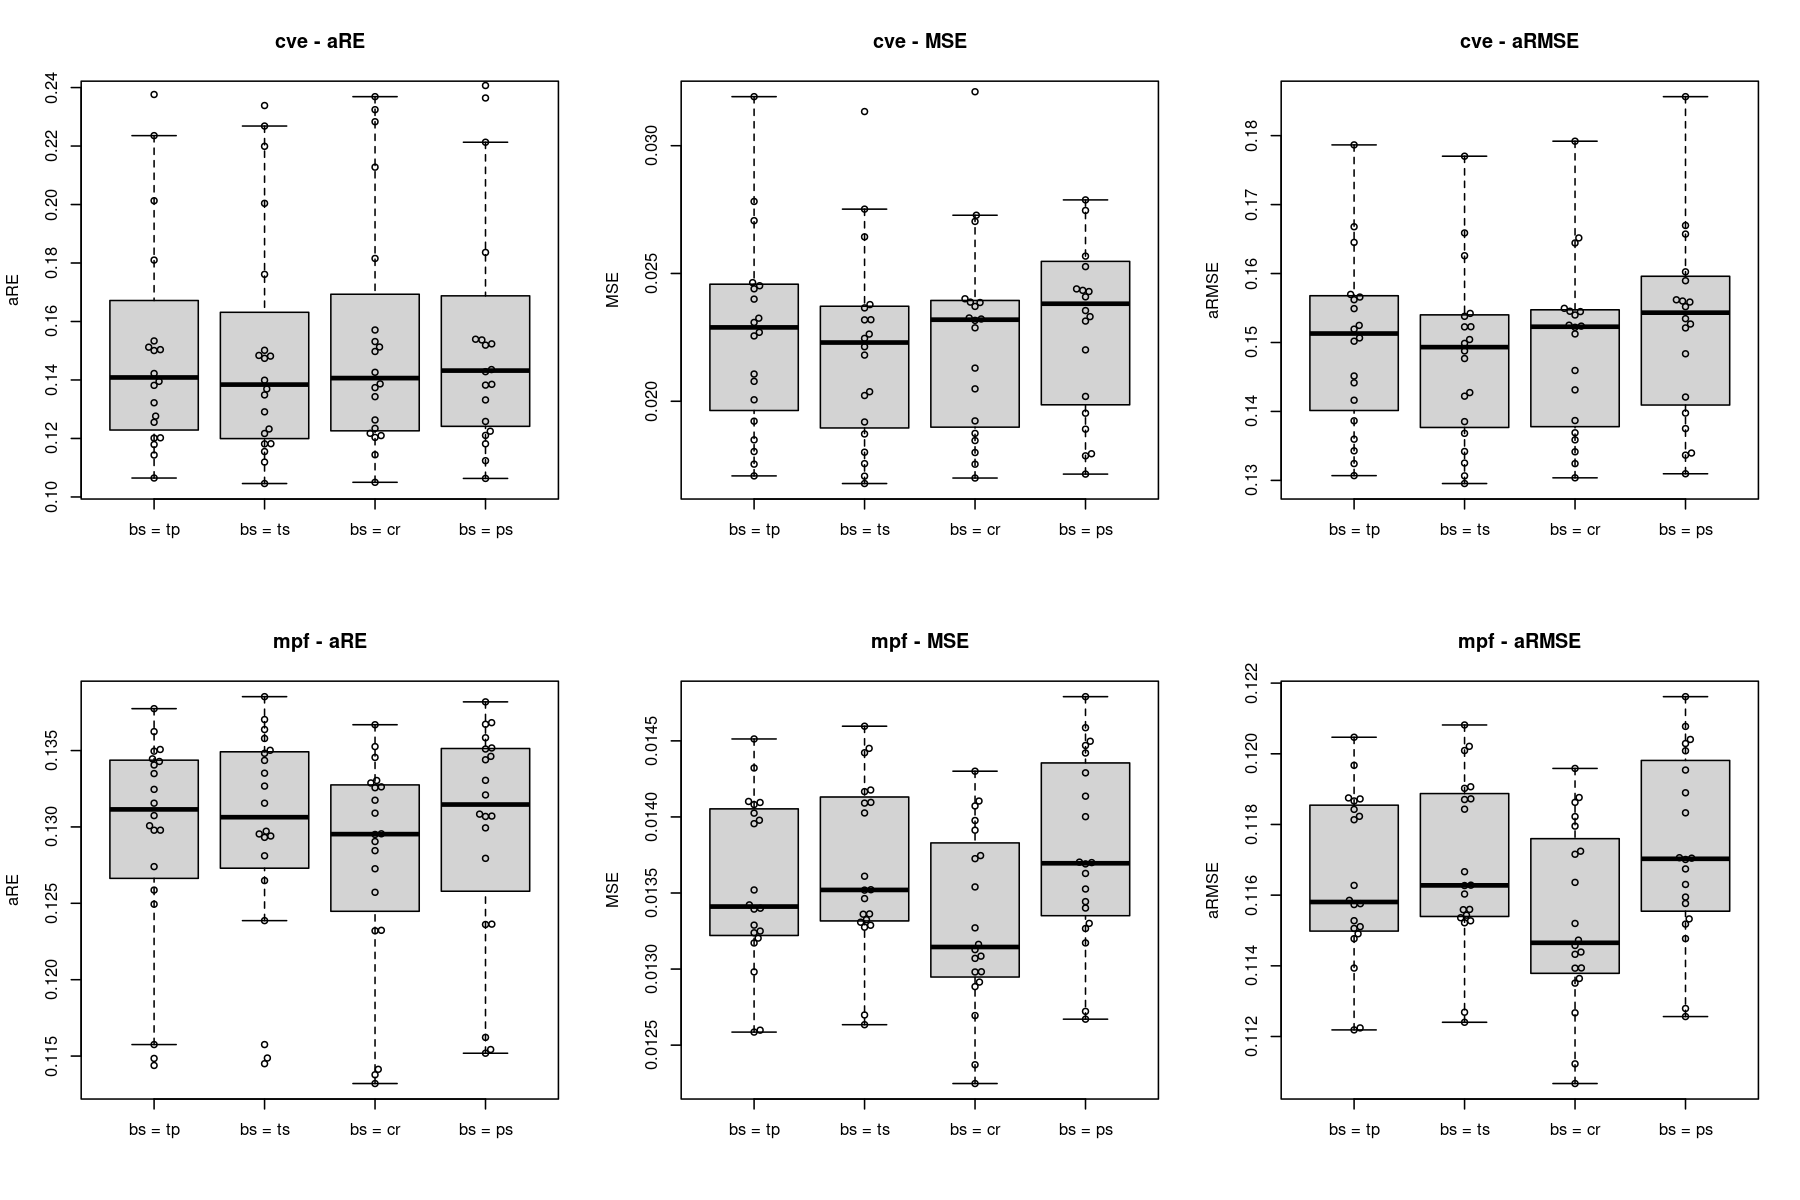 cve - aRE
aRE
0.10 0.12 0.14 0.16 0.18 0.20 0.22 0.24
bs = tp bs = ts bs = cr bs = ps
cve - MSE
MSE
0.020 0.025 0.030
bs = tp bs = ts bs = cr bs = ps
cve - aRMSE
aRMSE
0.13 0.14 0.15 0.16 0.17 0.18
bs = tp bs = ts bs = cr bs = ps
mpf - aRE
aRE
0.115 0.120 0.125 0.130 0.135
bs = tp bs = ts bs = cr bs = ps
mpf - MSE
MSE
0.0125 0.0130 0.0135 0.0140 0.0145
bs = tp bs = ts bs = cr bs = ps
mpf - aRMSE
aRMSE
0.112 0.114 0.116 0.118 0.120 0.122
bs = tp bs = ts bs = cr bs = ps